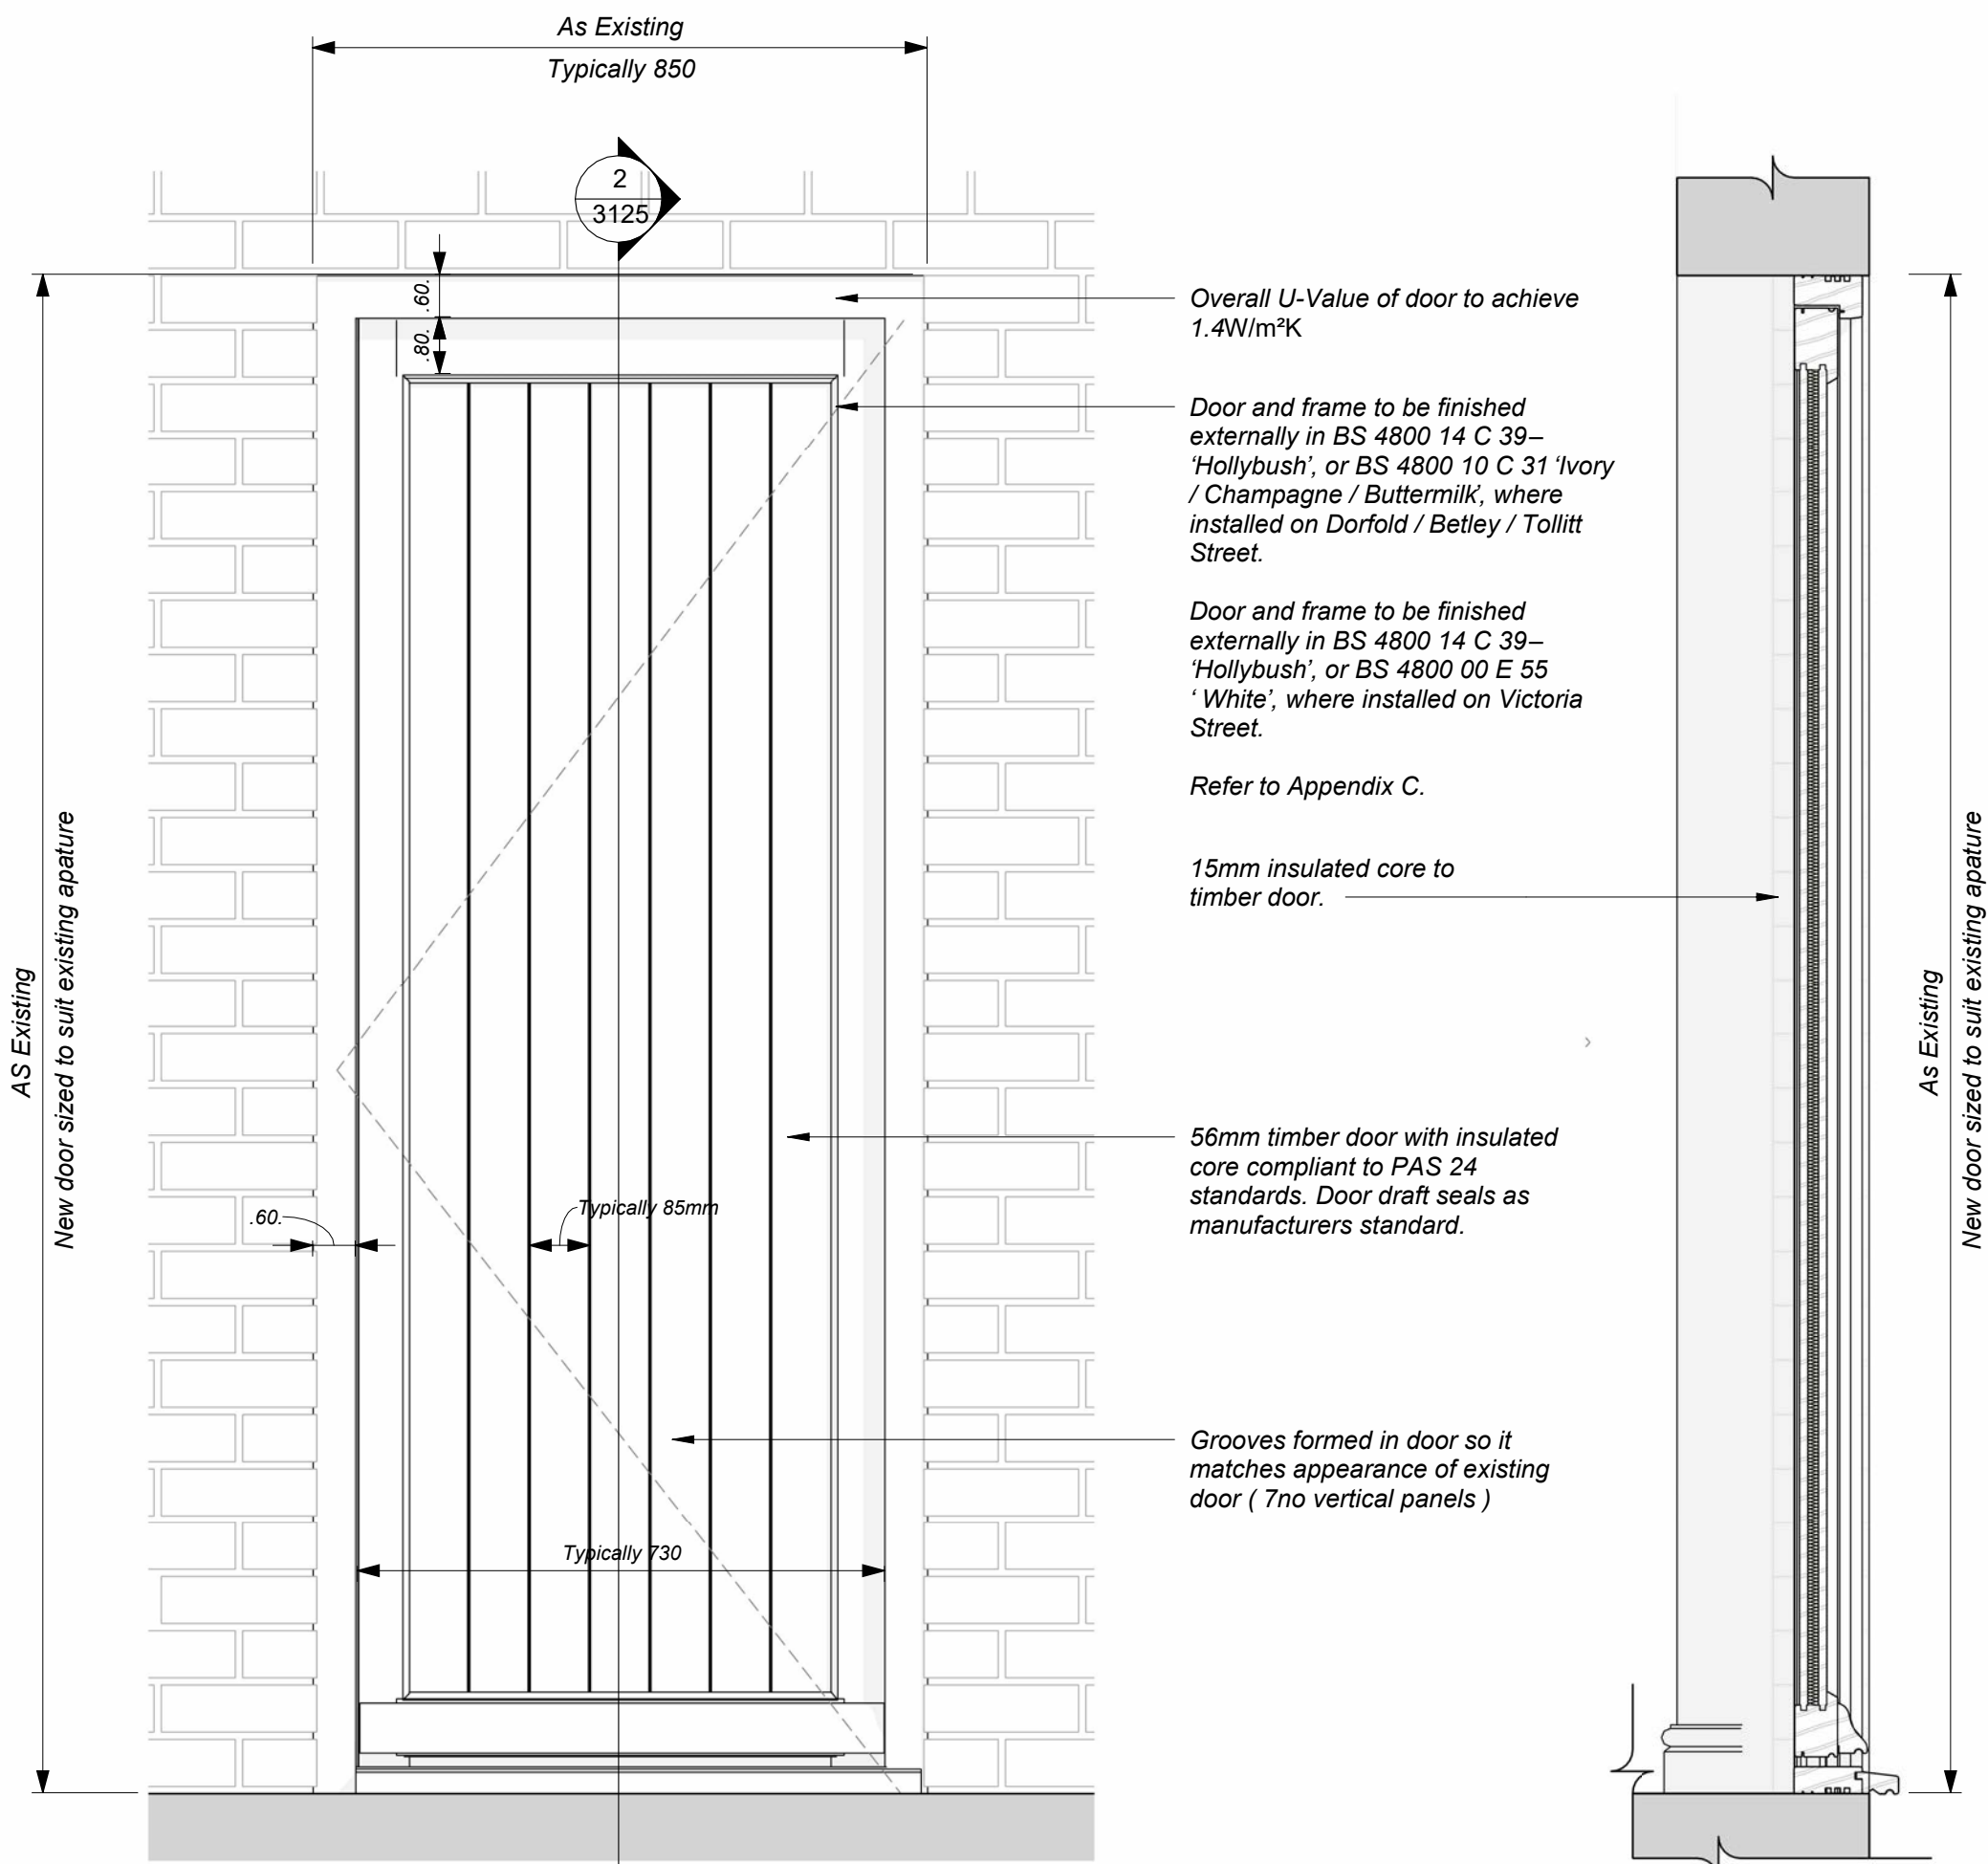 As Existing
Typically 850
2
3125
.60.
.80.
Overall U-Value of door to achieve
1.4W/m²K
Door and frame to be finished
externally in BS 4800 14 C 39–
‘Hollybush’, or BS 4800 10 C 31 ‘Ivory
/ Champagne / Buttermilk’, where
installed on Dorfold / Betley / Tollitt
Street.
Door and frame to be finished
externally in BS 4800 14 C 39–
‘Hollybush’, or BS 4800 00 E 55
‘ White’, where installed on Victoria
Street.
Refer to Appendix C.
15mm insulated core to
timber door.
AS Existing
New door sized to suit existing apature
56mm timber door with insulated
core compliant to PAS 24
standards. Door draft seals as
manufacturers standard.
.60.
Typically 85mm
Grooves formed in door so it
matches appearance of existing
door ( 7no vertical panels )
Typically 730
As Existing
New door sized to suit existing apature